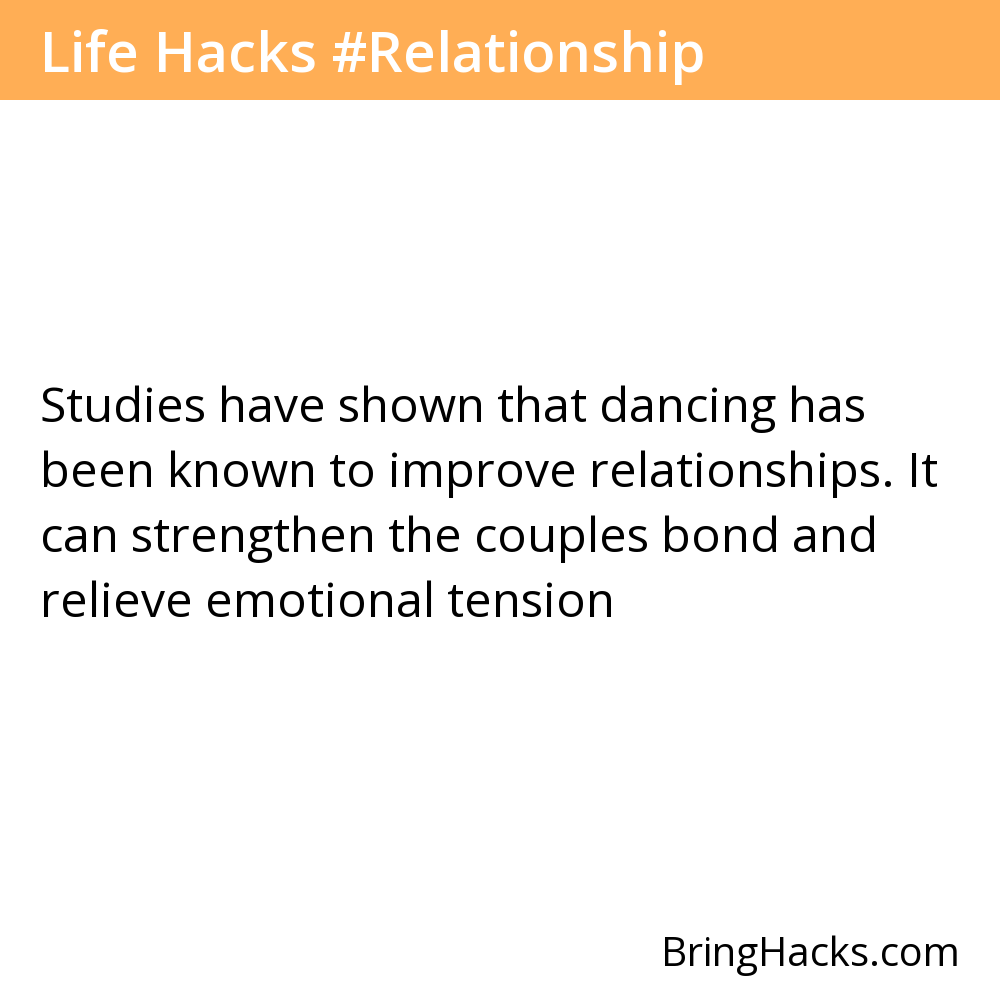 Life Hacks #Relationship
Studies have shown that dancing has
been known to improve relationships. It
can strengthen the couples bond and
relieve emotional tension
BringHacks.com